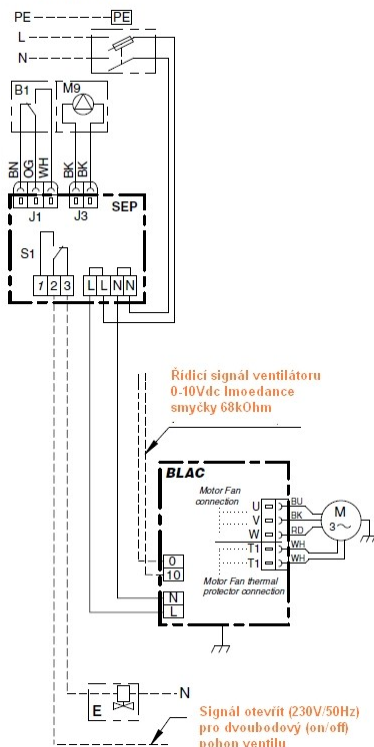 PE PE
L L
N
B1 M9
BN OG WH BK BK
J1 J3 SEP
S1
1 2 3 L L N N
Řídicí signál ventilátoru
0-10Vdc Imoedance
smyčky 68kOhm
BLAC
Motor Fan
connection
U BU
V BK
W RD
M
3~
T1 WH
T1 WH
0
10
Motor Fan thermal
protector connection
N
L
E N
Signál otevřít (230V/50Hz)
pro dvoubodový (on/off)
pohon ventilu